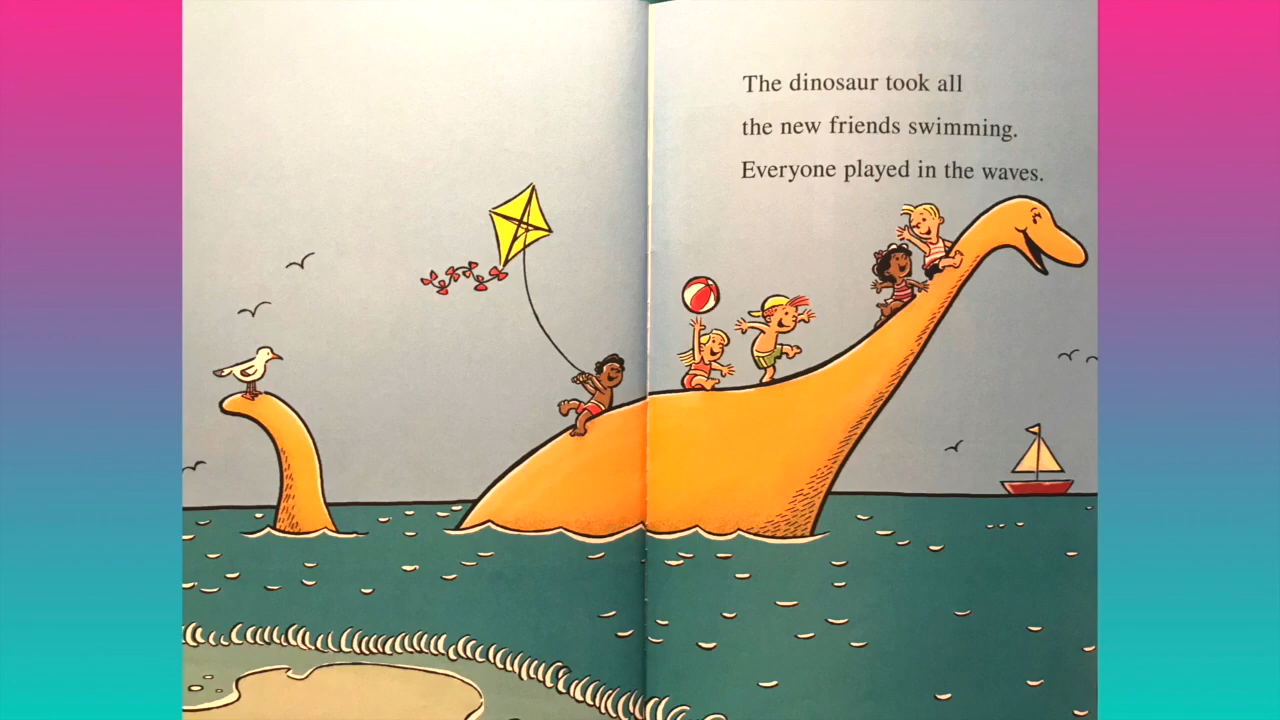 The dinosaur took all
the new friends swimming.
Everyone played in the waves.